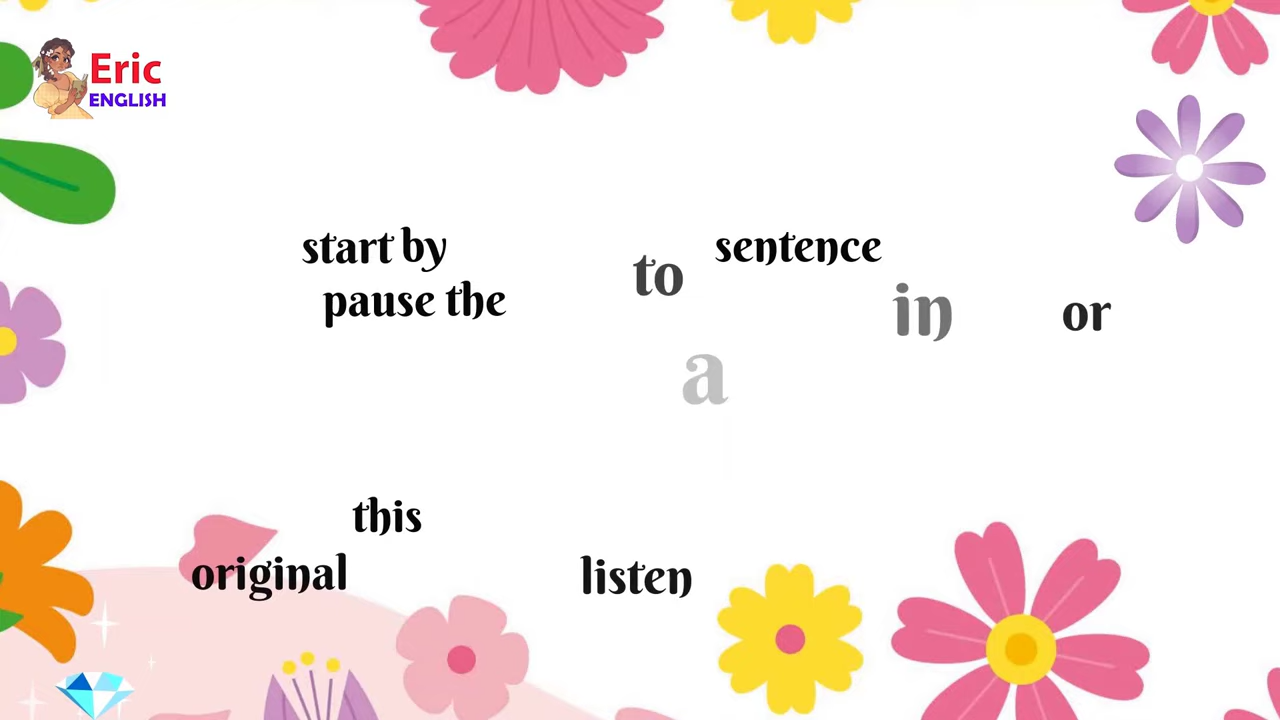 Eric
ENGLISH
start by to sentence
pause the in or
a
this
original listen